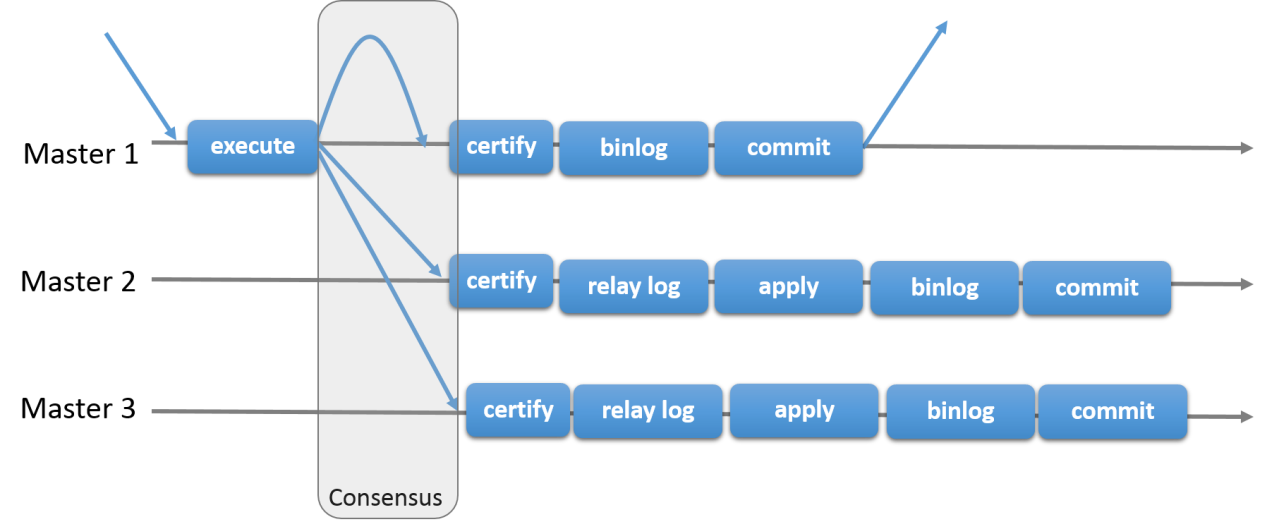 Master 1
execute
certify
binlog
commit
Master 2
certify
relay log
apply
binlog
commit
Master 3
certify
relay log
apply
binlog
commit
Consensus